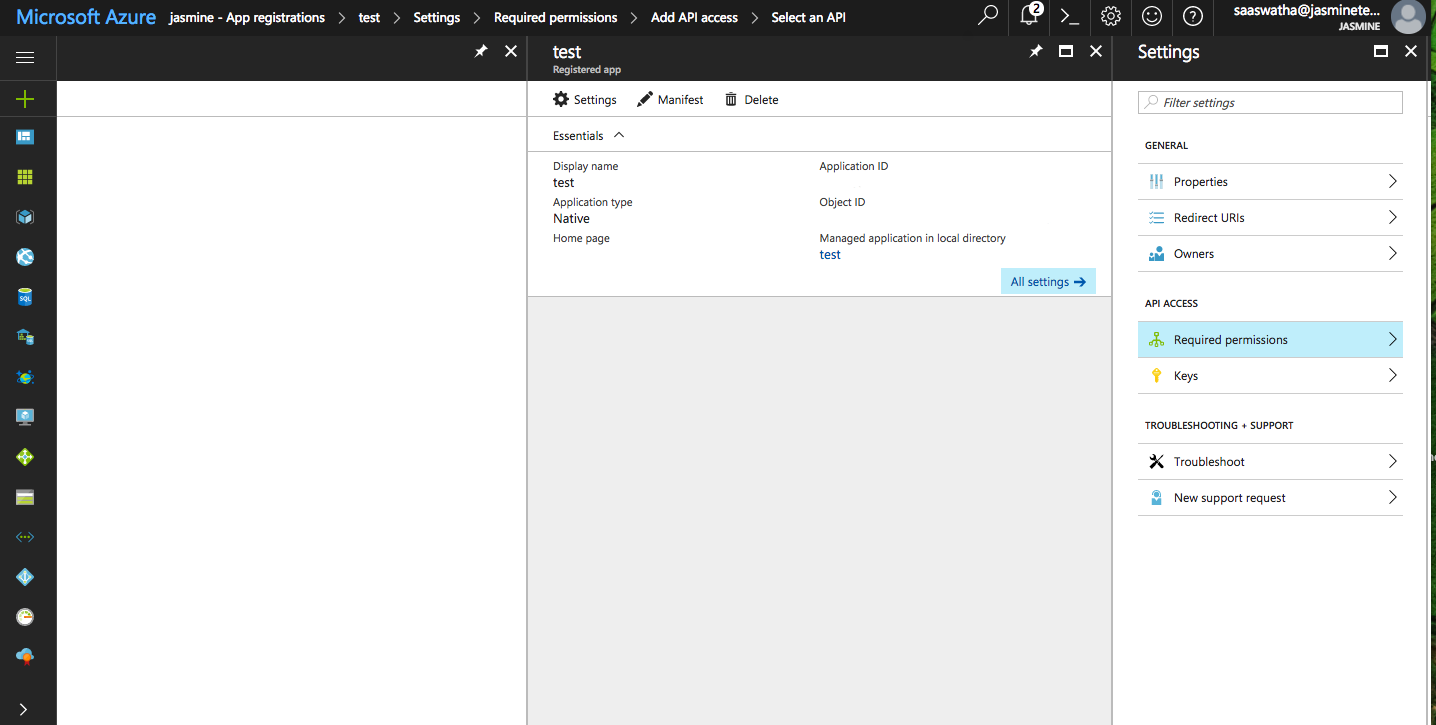 Microsoft Azure jasmine - App registrations > test > Settings > Required permissions > Add API access > Select an API
2
saaswatha@jasminete...
JASMINE
test
Registered app
Settings Manifest Delete
Essentials
Display name
test
Application type
Native
Home page
Application ID
Object ID
Managed application in local directory
test
All settings →
Settings
Filter settings
GENERAL
Properties
Redirect URIs
Owners
API ACCESS
Required permissions
Keys
TROUBLESHOOTING + SUPPORT
Troubleshoot
New support request
SQL